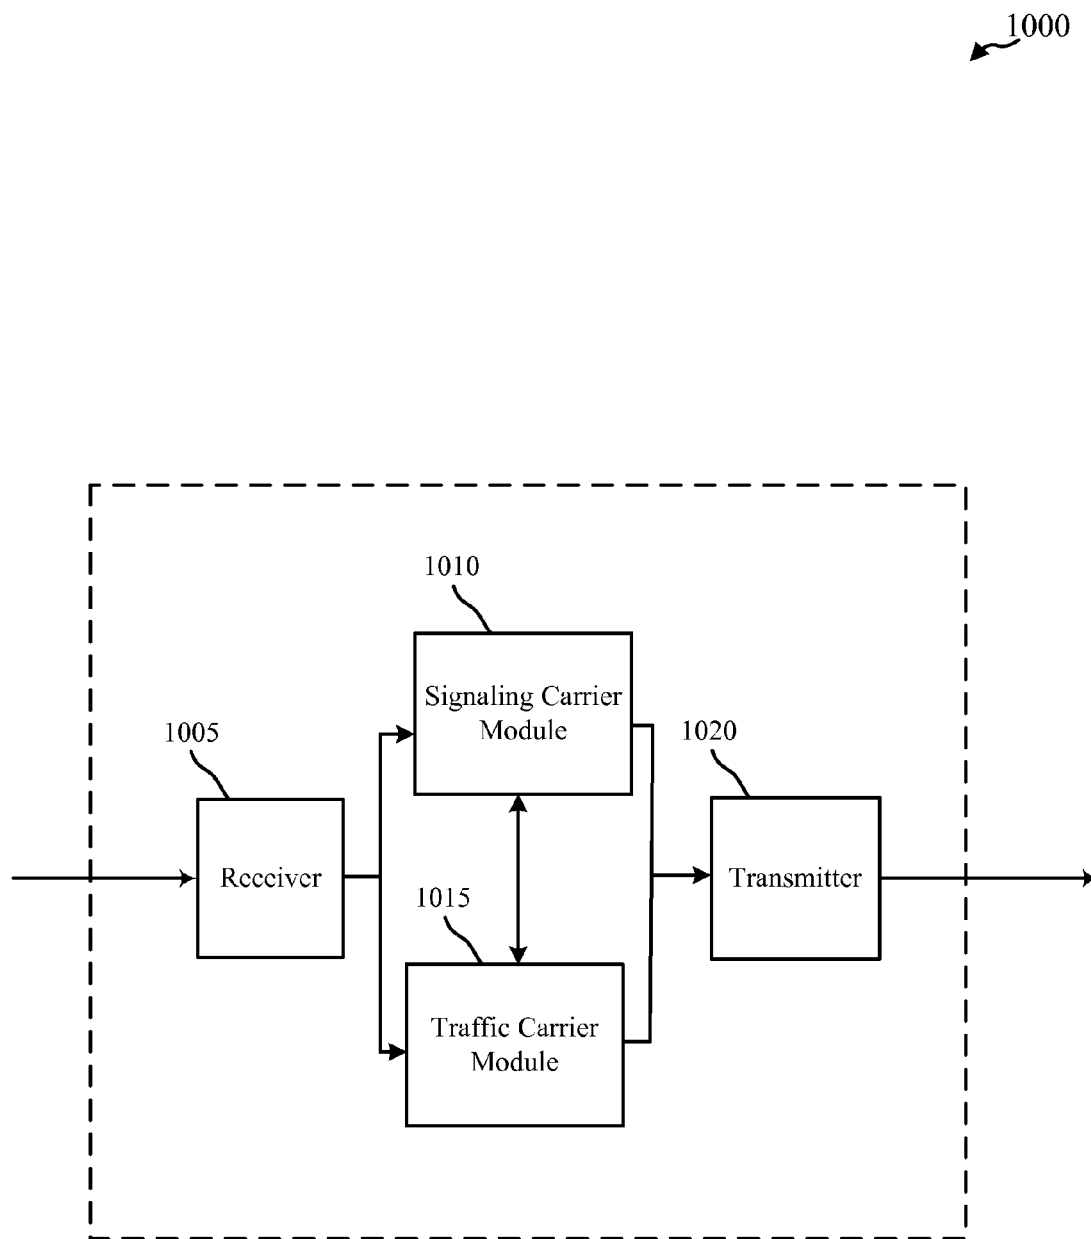 1000
1010
Signaling Carrier
Module
1005
Receiver
1020
Transmitter
1015
Traffic Carrier
Module